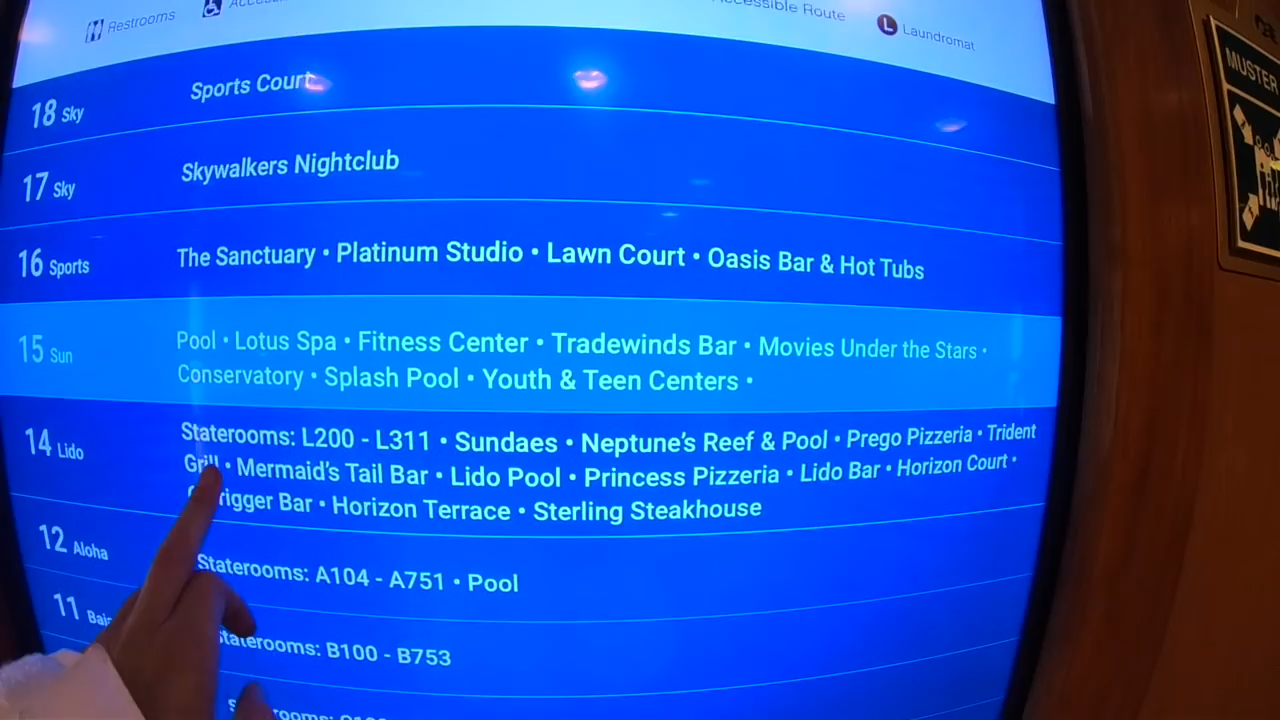 Restrooms
Accessible Route
L Laundromat
MUSTER
18 Sky Sports Court
17 Sky Skywalkers Nightclub
16 Sports The Sanctuary • Platinum Studio • Lawn Court • Oasis Bar & Hot Tubs
15 Sun Pool • Lotus Spa • Fitness Center • Tradewinds Bar • Movies Under the Stars •
Conservatory • Splash Pool • Youth & Teen Centers •
14 Lido Staterooms: L200 - L311 • Sundaes • Neptune's Reef & Pool • Prego Pizzeria • Trident
Grill • Mermaid's Tail Bar • Lido Pool • Princess Pizzeria • Lido Bar • Horizon Court •
Bar • Horizon Terrace • Sterling Steakhouse
12 Aloha Staterooms: A104 - A751 • Pool
11 Staterooms: B100 - B753